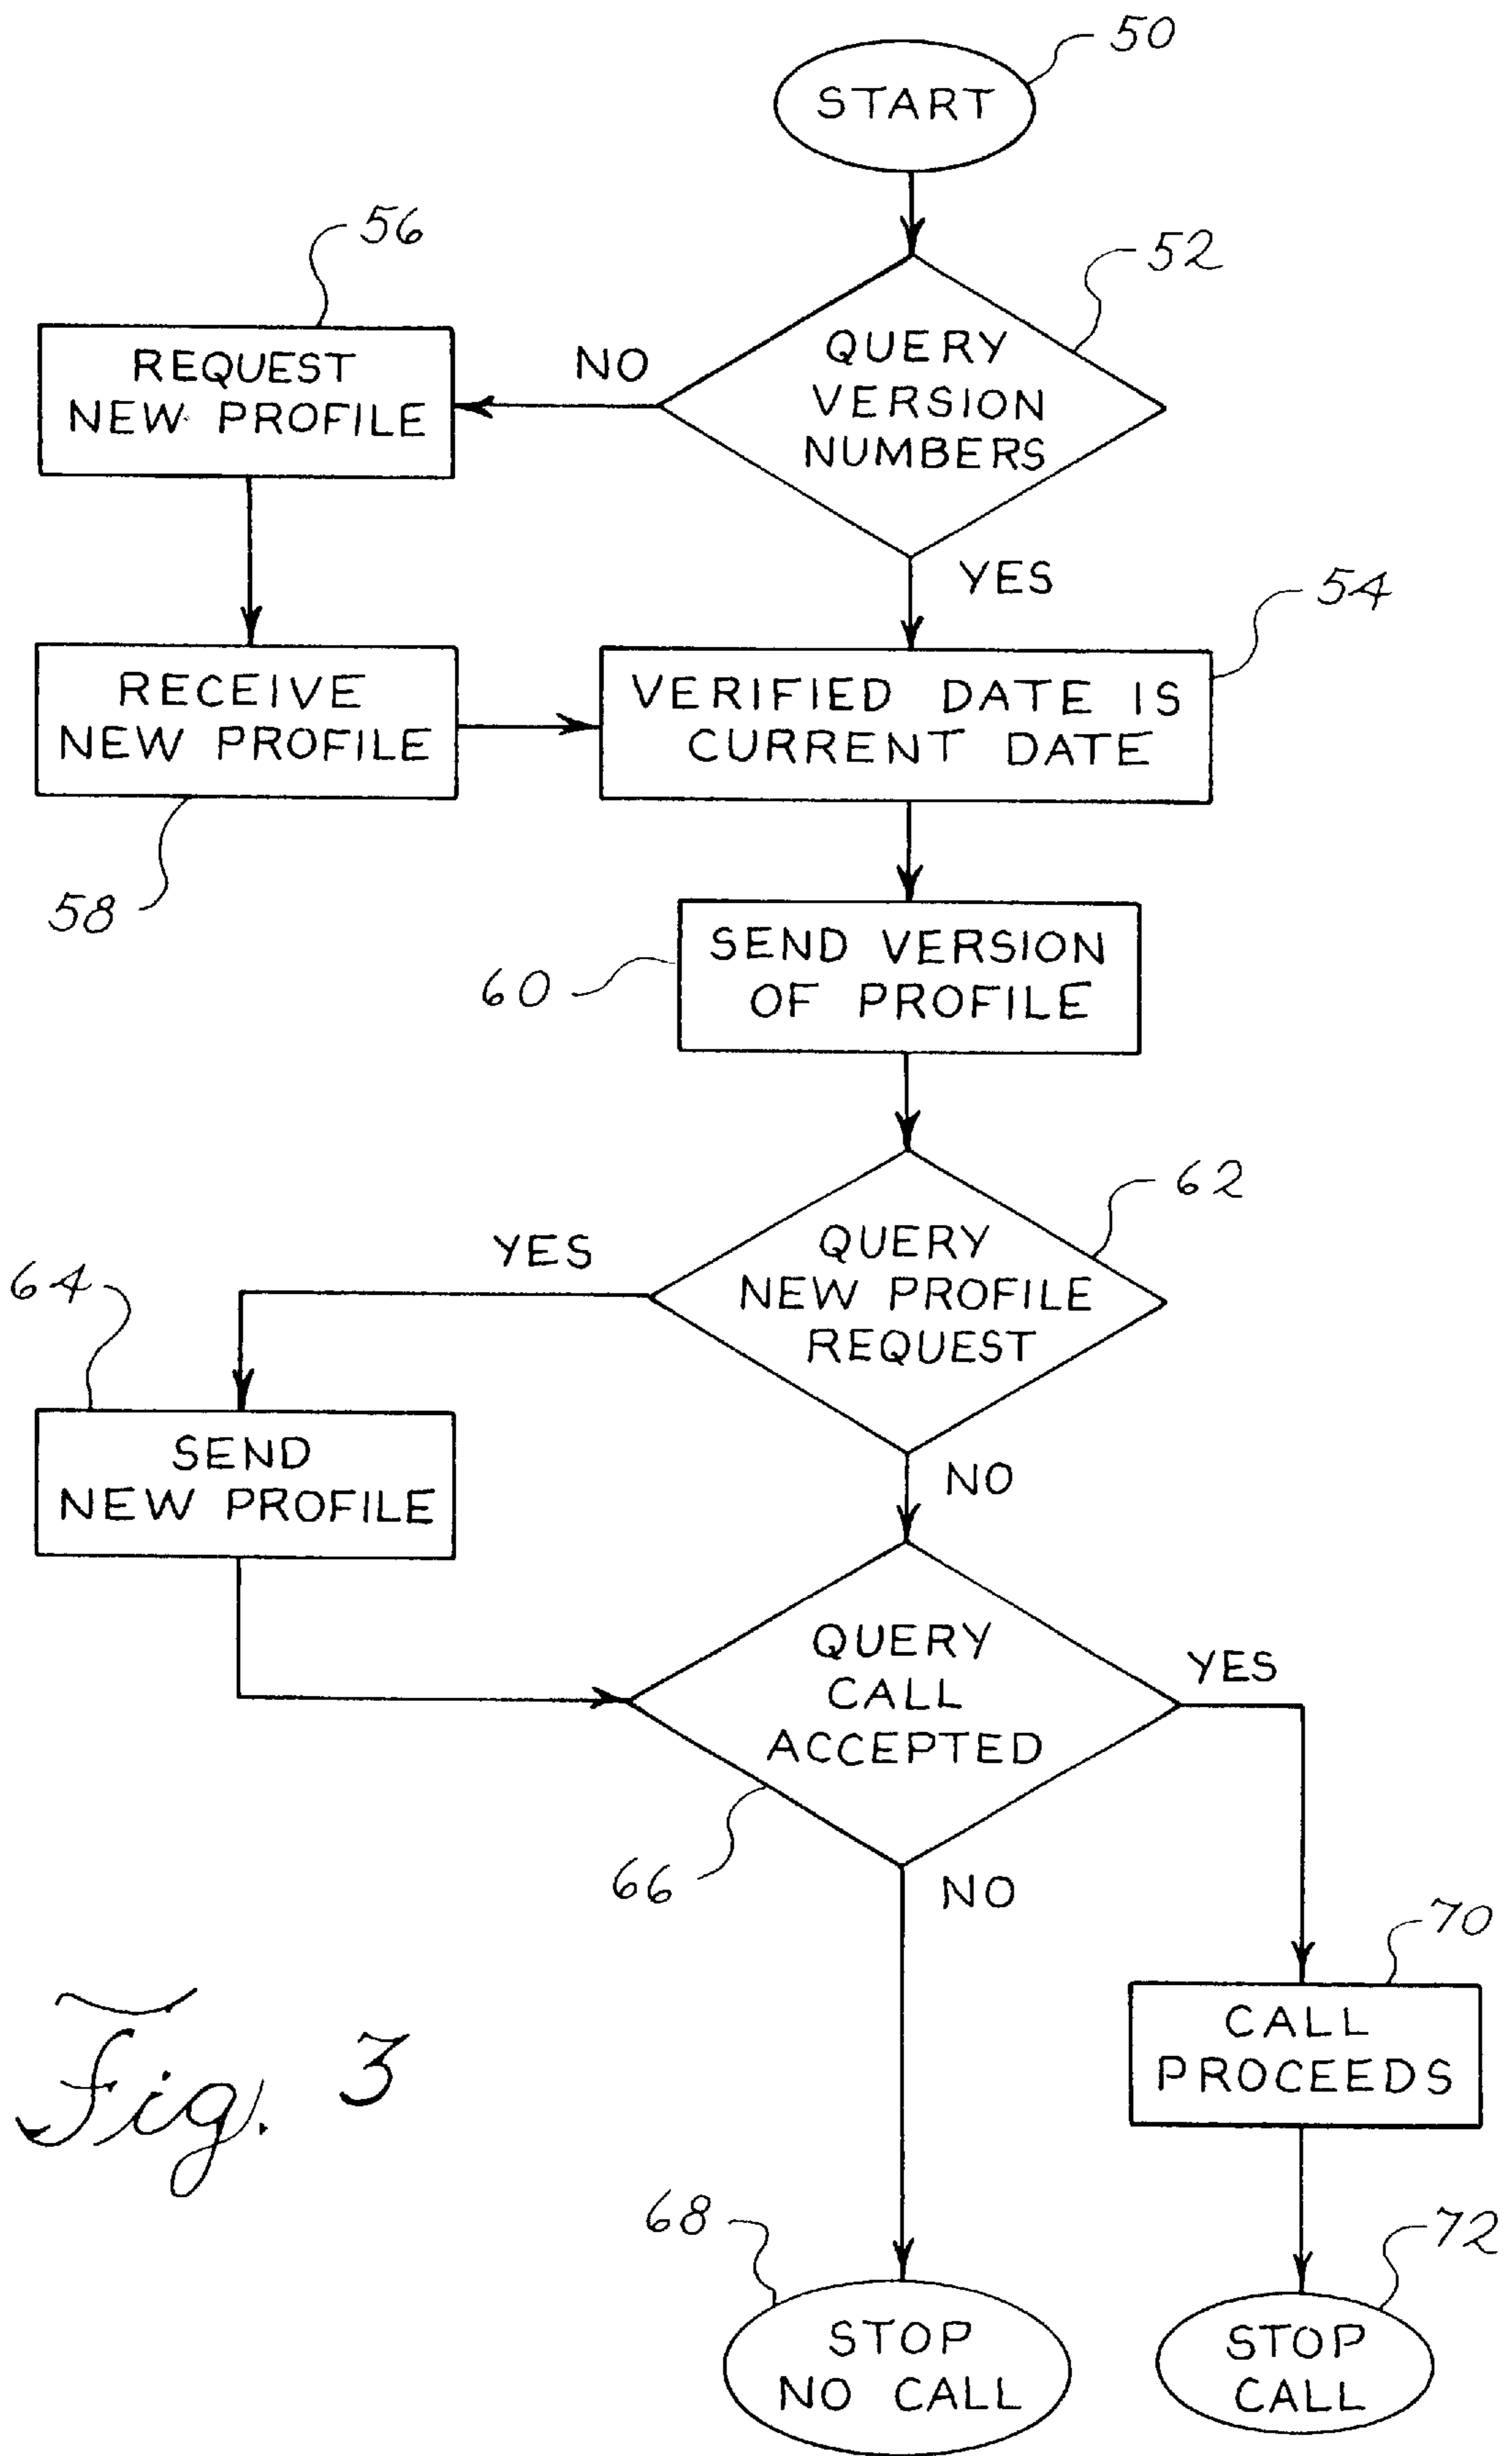 50
START
56
52
REQUEST
NEW PROFILE
NO
QUERY
VERSION
NUMBERS
YES
54
RECEIVE
NEW PROFILE
VERIFIED DATE IS
CURRENT DATE
58
60
SEND VERSION
OF PROFILE
62
YES
64
QUERY
NEW PROFILE
REQUEST
SEND
NEW PROFILE
NO
QUERY
CALL
ACCEPTED
YES
66
NO
70
CALL
PROCEEDS
Fig. 3
68
72
STOP
NO CALL
STOP
CALL